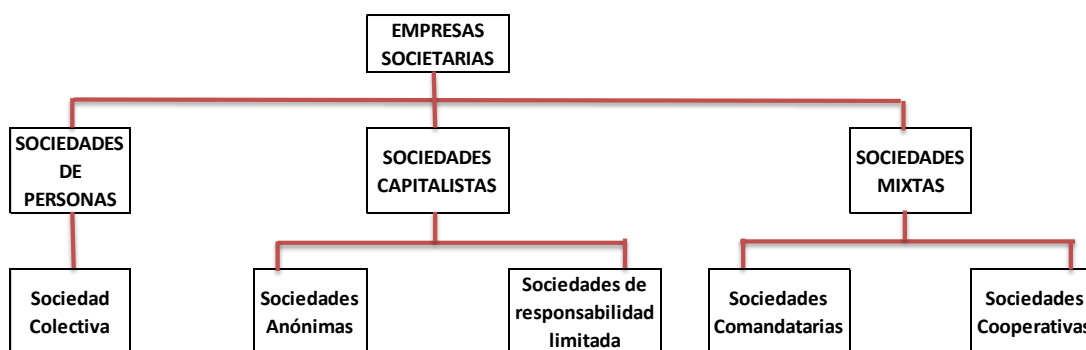 EMPRESAS
SOCIETARIAS
SOCIEDADES
DE
PERSONAS
SOCIEDADES
CAPITALISTAS
SOCIEDADES
MIXTAS
Sociedad
Colectiva
Sociedades
Anónimas
Sociedades de
responsabilidad
limitada
Sociedades
Comandatarias
Sociedades
Cooperativas